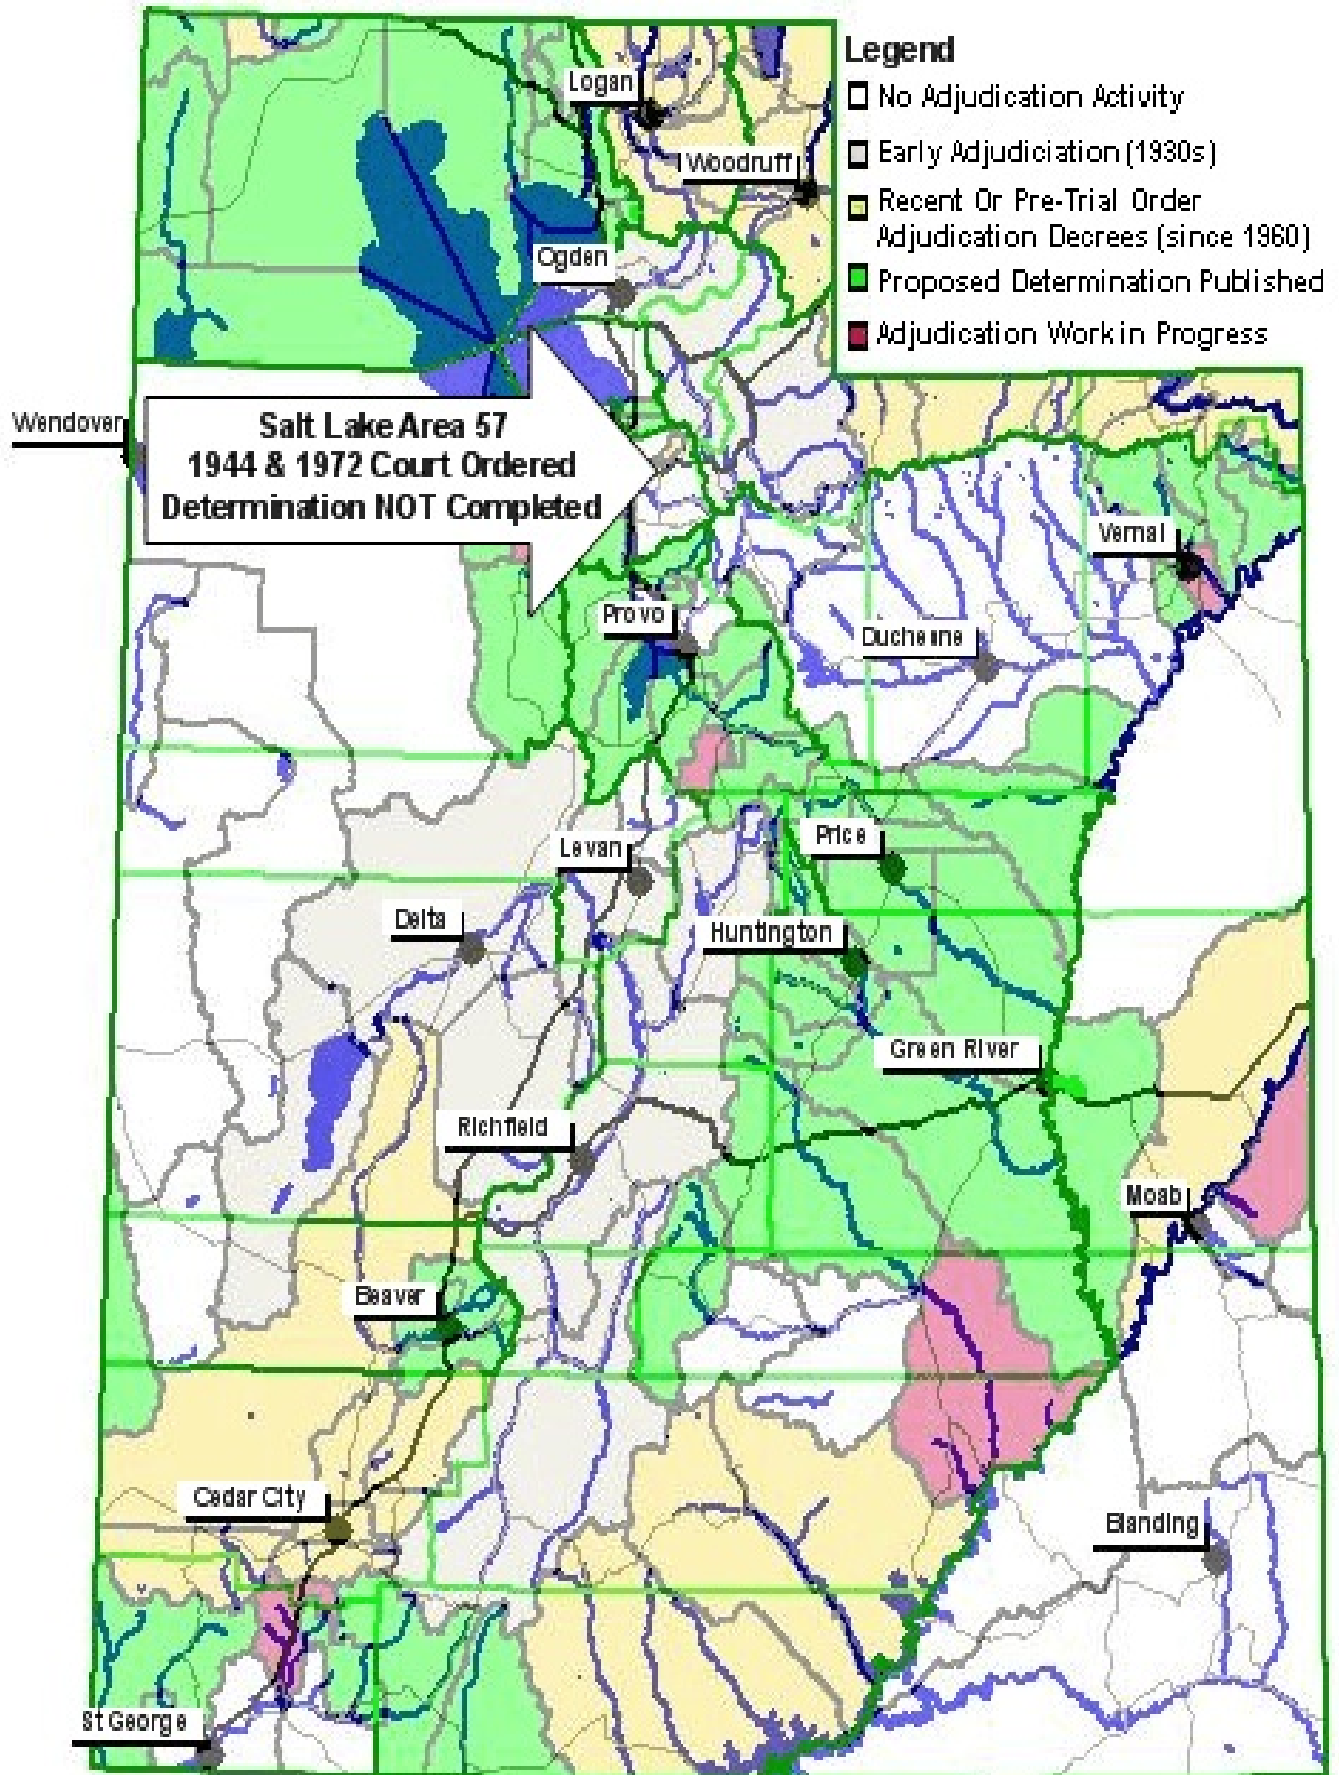 Legend
No Adjudication Activity
Early Adjudiciation (1930s)
Recent Or Pre-Trial Order
Adjudication Decrees (since 1960)
Proposed Determination Published
Adjudication Work in Progress
Logan
Woodruff
Ogden
Wendover
Salt Lake Area 57
1944 & 1972 Court Ordered
Determination NOT Completed
Vernal
Provo
Duchesne
Price
Levan
Delta
Huntington
Green River
Richfield
Moab
Beaver
Cedar City
Blanding
St George